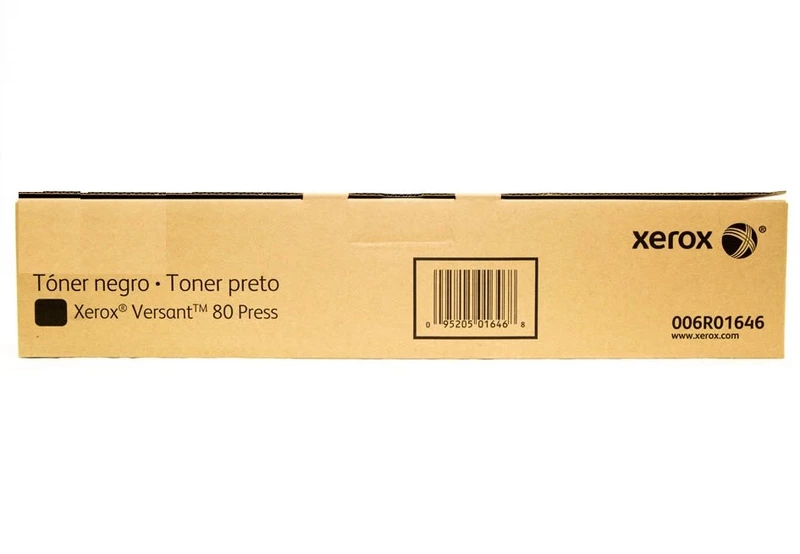 xerox ®
Tóner negro • Toner preto
Xerox® Versant™ 80 Press
0 95205 01646 8
006R01646
www.xerox.com